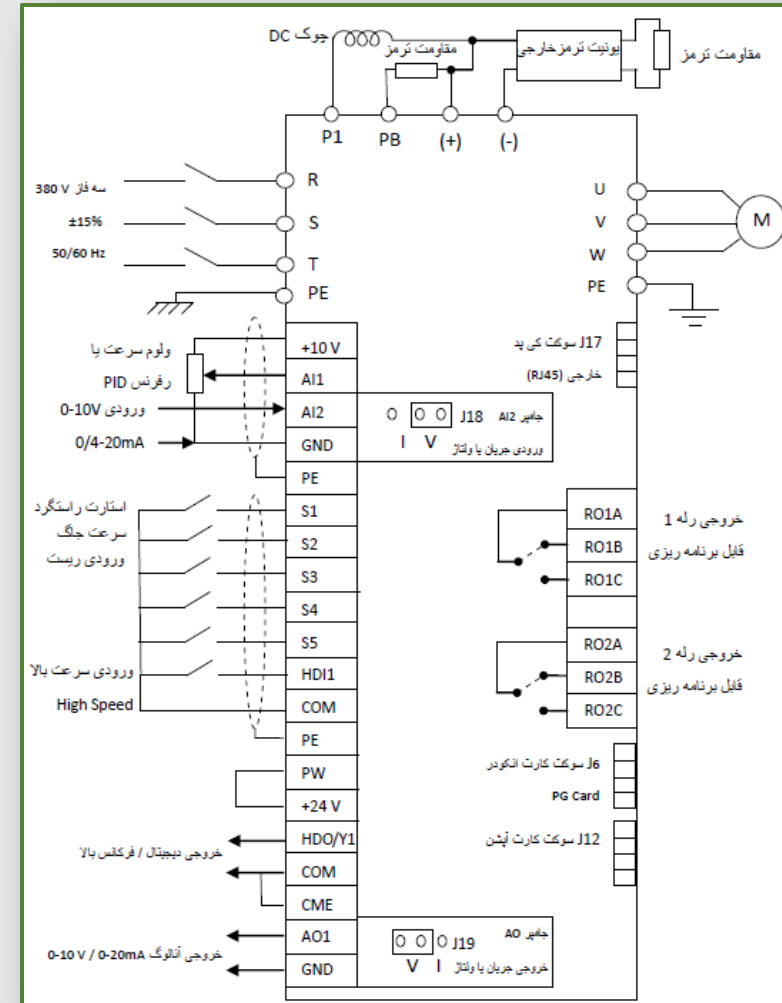 چوک DC
مقاومت ترمز
یونیت ترمزخارجی
مقاومت ترمز
P1
PB
(+)
(-)
سه فاز 380 V
±15%
50/60 Hz
R
S
T
PE
U
V
W
PE
M
ولوم سرعت یا
رفرنس PID
ورودی 0-10V
0/4-20mA
+10 V
AI1
AI2
GND
PE
جامپر AI2
J18
I V
ورودی جریان یا ولتاژ
J17 سوکت کی پد
خارجی (RJ45)
استارت راستگرد
سرعت جاگ
ورودی ریست
ورودی سرعت بالا
High Speed
S1
S2
S3
S4
S5
HDI1
COM
PE
PW
+24 V
HDO/Y1
COM
CME
AO1
GND
RO1A
RO1B
RO1C
خروجی رله 1
قابل برنامه ریزی
RO2A
RO2B
RO2C
خروجی رله 2
قابل برنامه ریزی
J6 سوکت کارت انکودر
PG Card
J12 سوکت کارت آپشن
خروجی دیجیتال / فرکانس بالا
خروجی آنالوگ 0-10 V / 0-20mA
جامپر AO
J19
V I
خروجی جریان یا ولتاژ